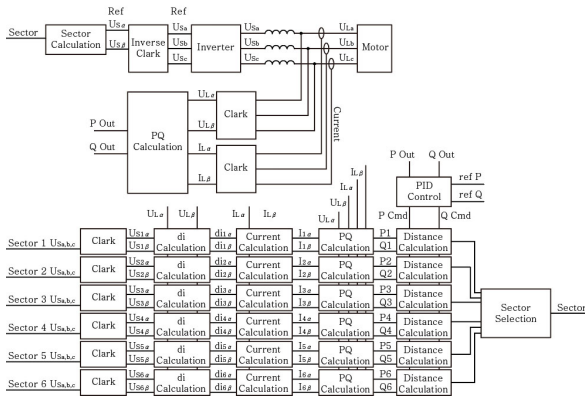 Ref
Ref
Sector
Sector
Calculation
USα
USβ
Inverse
Clark
USa
USb
USc
Inverter
USa
USb
USc
ULa
ULb
ULc
Motor
Current
P Out
Q Out
PQ
Calculation
ULα
ULβ
ILα
ILβ
Clark
Clark
P Out
Q Out
PID
Control
ref P
ref Q
P Cmd
Q Cmd
ULα
ULβ
ILα
ILβ
ULα
ULβ
ILα
ILβ
Sector 1 USa,b,c
Clark
US1α
US1β
di
Calculation
di1α
di1β
Current
Calculation
I1α
I1β
PQ
Calculation
P1
Q1
Distance
Calculation
Sector 2 USa,b,c
Clark
US2α
US2β
di
Calculation
di2α
di2β
Current
Calculation
I2α
I2β
PQ
Calculation
P2
Q2
Distance
Calculation
Sector 3 USa,b,c
Clark
US3α
US3β
di
Calculation
di3α
di3β
Current
Calculation
I3α
I3β
PQ
Calculation
P3
Q3
Distance
Calculation
Sector 4 USa,b,c
Clark
US4α
US4β
di
Calculation
di4α
di4β
Current
Calculation
I4α
I4β
PQ
Calculation
P4
Q4
Distance
Calculation
Sector 5 USa,b,c
Clark
US5α
US5β
di
Calculation
di5α
di5β
Current
Calculation
I5α
I5β
PQ
Calculation
P5
Q5
Distance
Calculation
Sector 6 USa,b,c
Clark
US6α
US6β
di
Calculation
di6α
di6β
Current
Calculation
I6α
I6β
PQ
Calculation
P6
Q6
Distance
Calculation
Sector
Selection
Sector